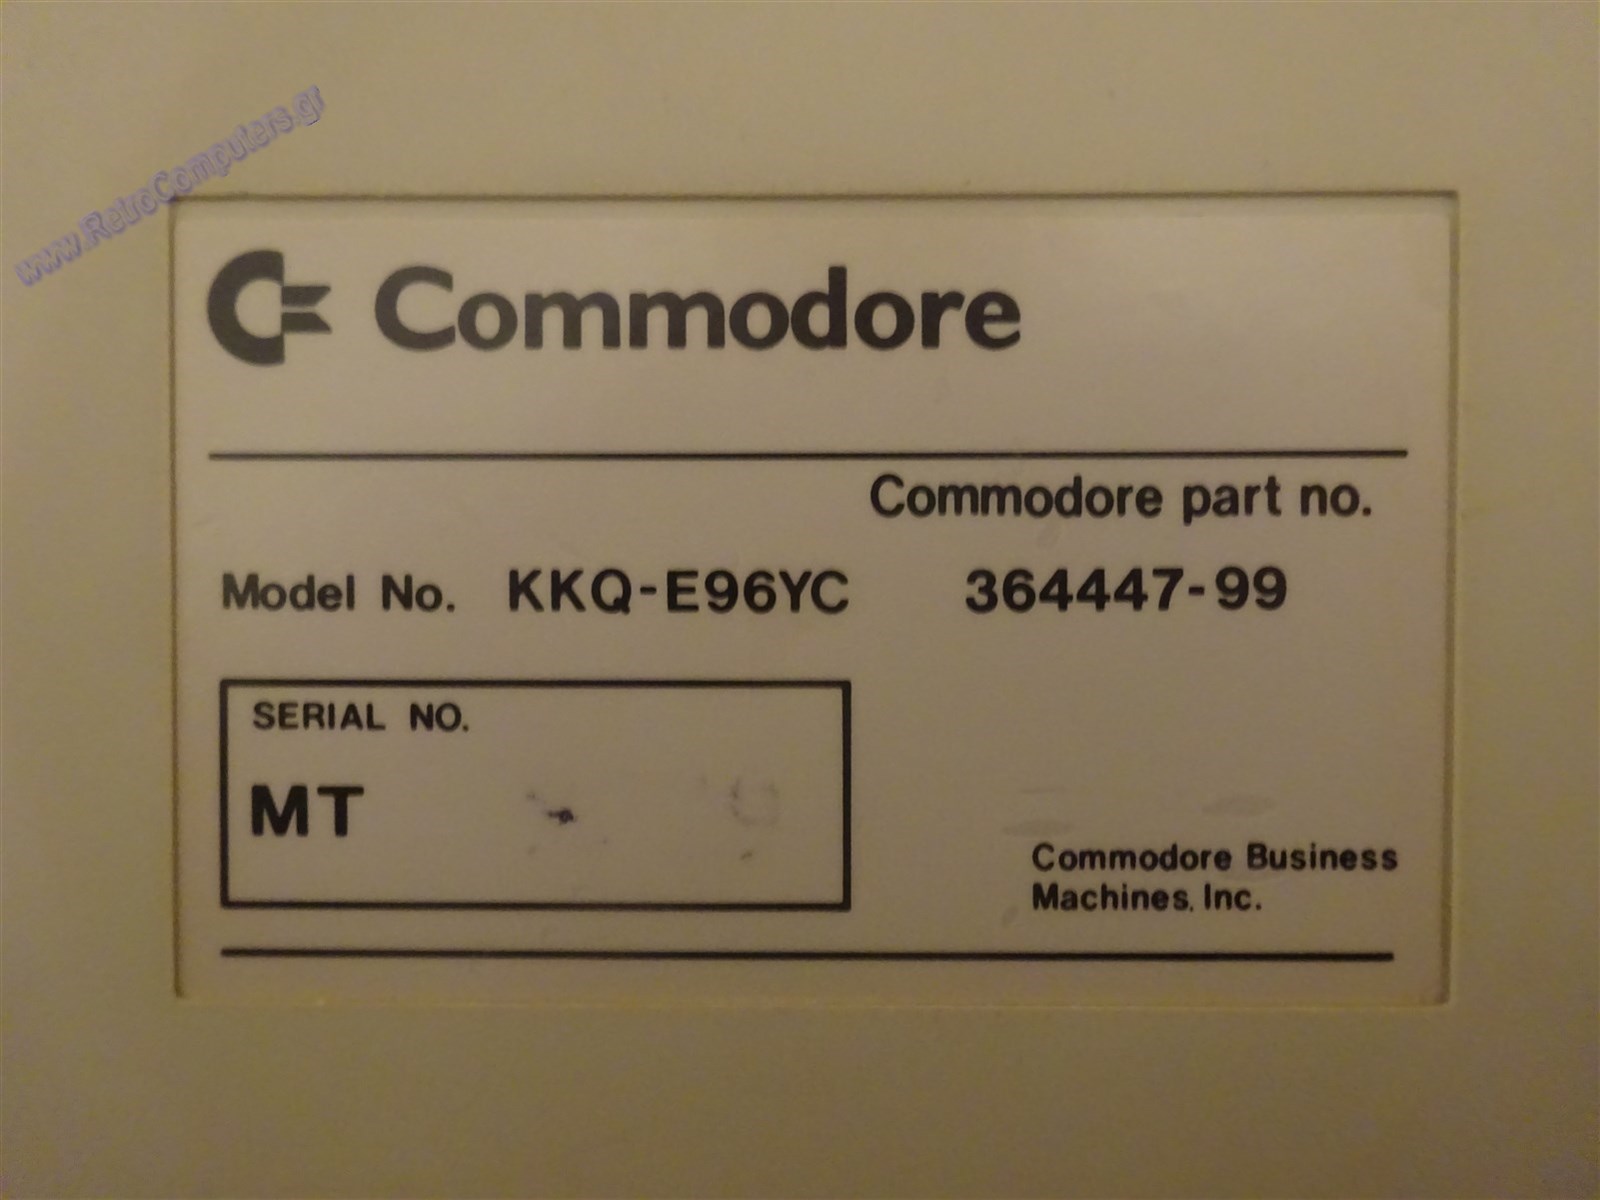 www.RetroComputers.gr
Commodore
Commodore part no.
Model No. KKQ-E96YC 364447-99
SERIAL NO.
MT
Commodore Business
Machines, Inc.